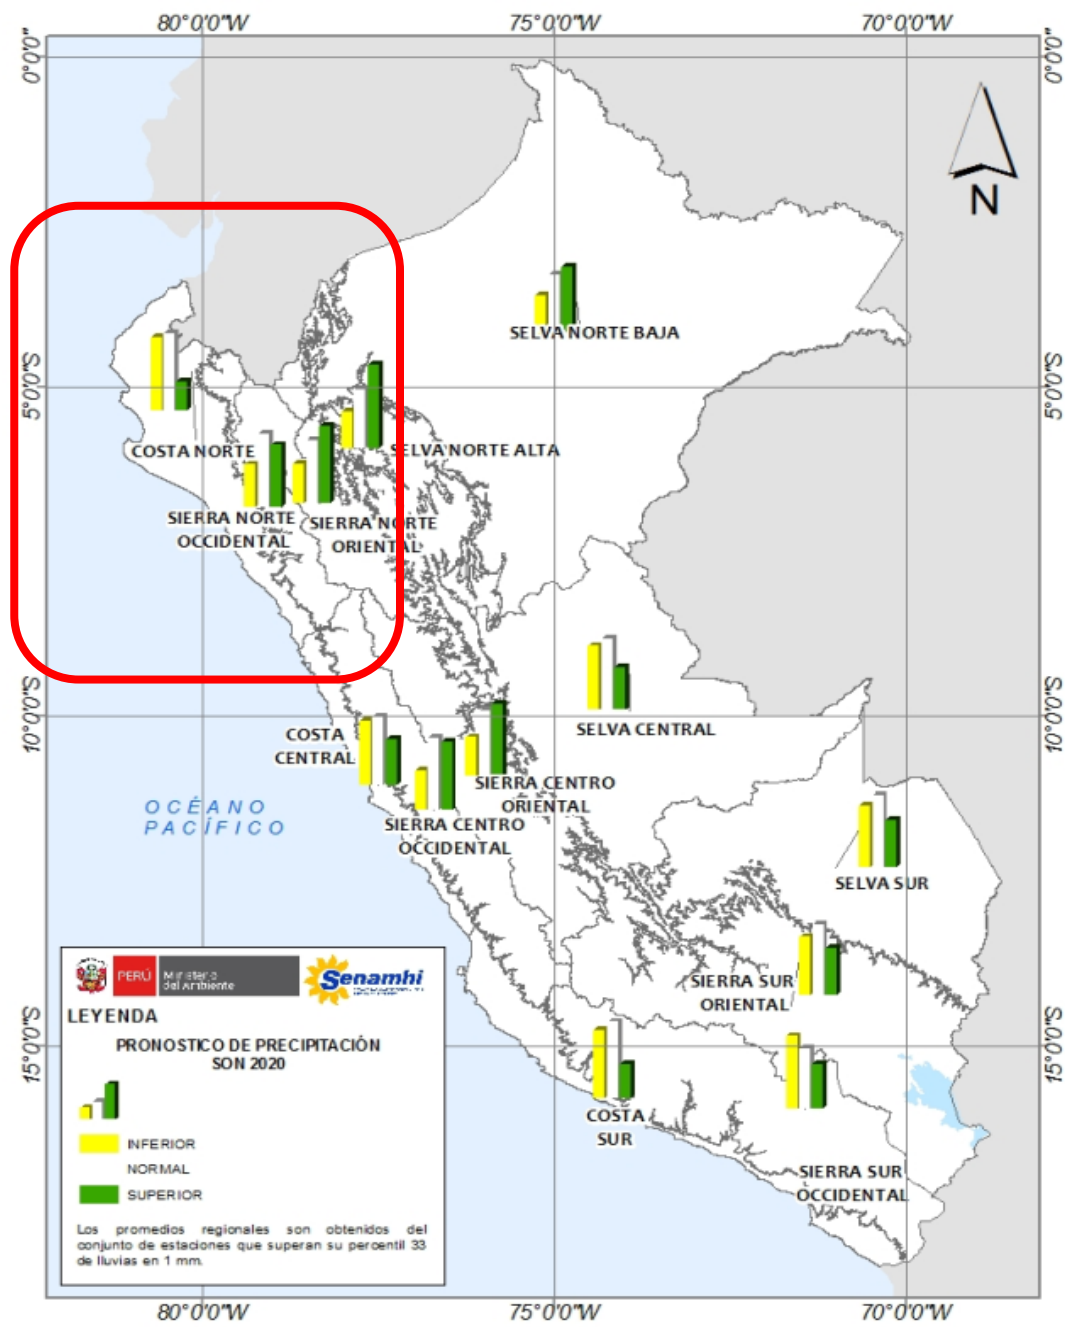 80°0'0"W 75°0'0"W 70°0'0"W
0°0'0" 0°0'0"
N
SELVA NORTE BAJA
5°0'0"S 5°0'0"S
COSTA NORTE SELVA NORTE ALTA
SIERRA NORTE
OCCIDENTAL
SIERRA NORTE
ORIENTAL
10°0'0"S 10°0'0"S
SELVA CENTRAL
COSTA
CENTRAL
SIERRA CENTRO
ORIENTAL
OCÉANO
PACÍFICO
SIERRA CENTRO
OCCIDENTAL
SELVA SUR
SIERRA SUR
ORIENTAL
15°0'0"S 15°0'0"S
COSTA
SUR
SIERRA SUR
OCCIDENTAL
PERÚ Ministerio
del Ambiente
Senamhi
LEYENDA
PRONOSTICO DE PRECIPITACIÓN
SON 2020
INFERIOR
NORMAL
SUPERIOR
Los promedios regionales son obtenidos del
conjunto de estaciones que superan su percentil 33
de lluvias en 1 mm.
80°0'0"W 75°0'0"W 70°0'0"W